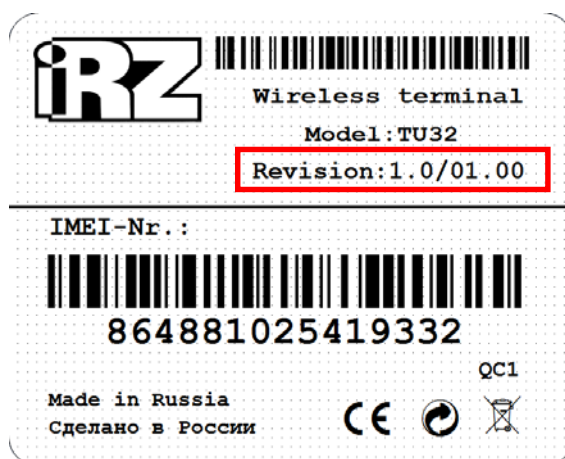 iRZ
Wireless terminal
Model:TU32
Revision:1.0/01.00
IMEI-Nr.:
864881025419332
QC1
Made in Russia
Сделано в России
CE